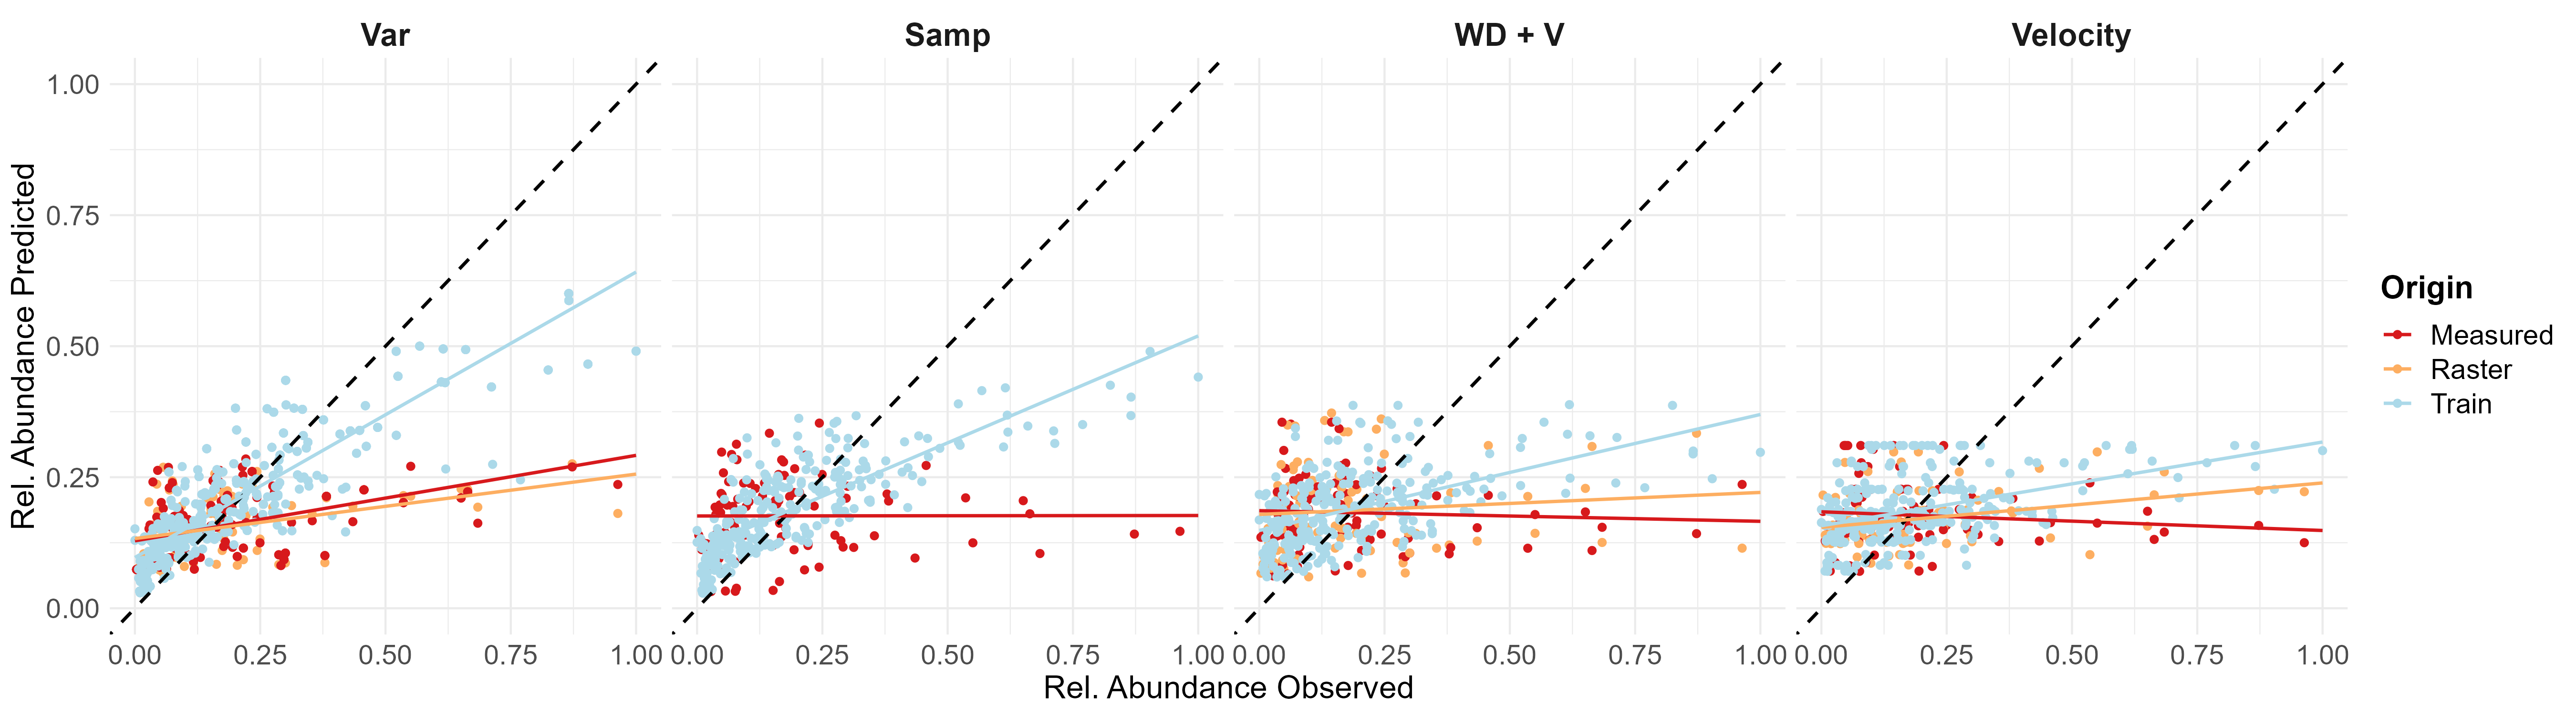 Var Samp WD + V Velocity
Rel. Abundance Predicted
1.00
0.75
0.50
0.25
0.00
0.00 0.25 0.50 0.75 1.00 0.00 0.25 0.50 0.75 1.00 0.00 0.25 0.50 0.75 1.00 0.00 0.25 0.50 0.75 1.00
Rel. Abundance Observed
Origin
Measured
Raster
Train